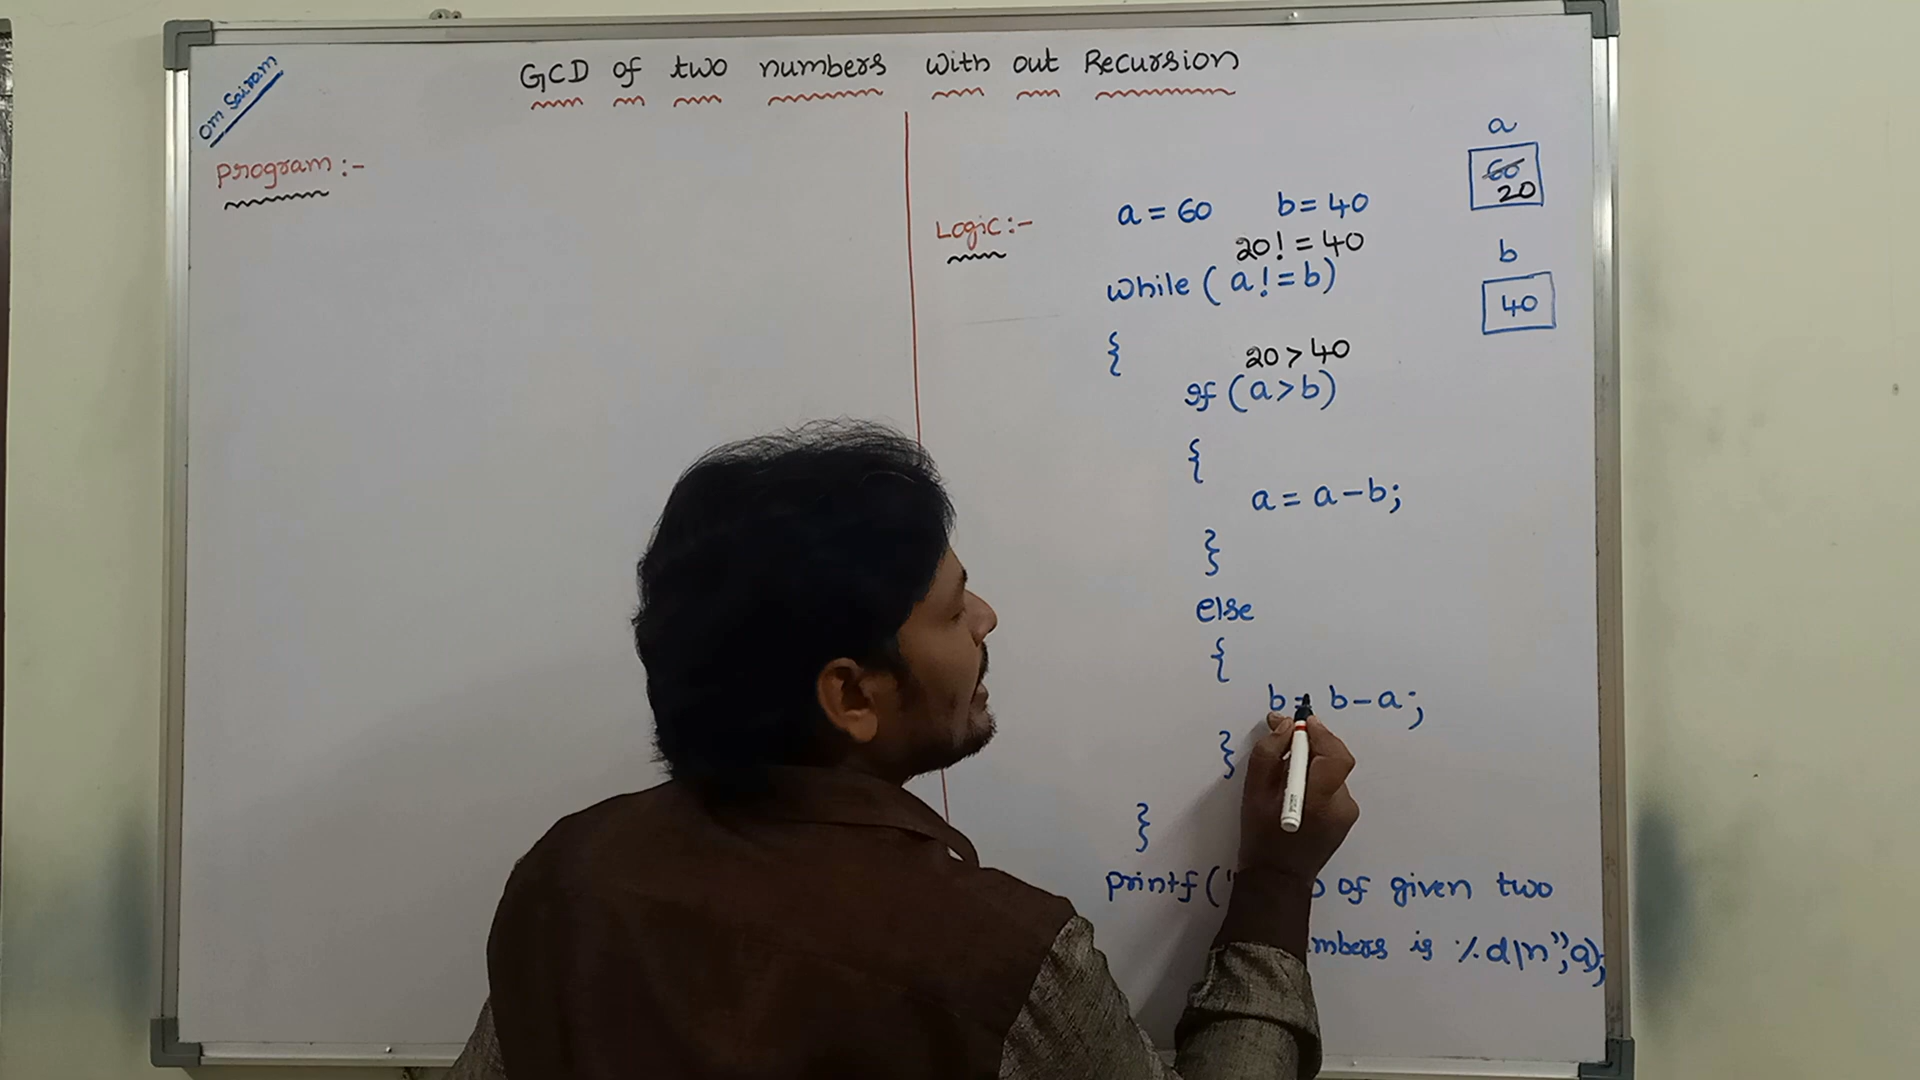 GCD of two numbers with out Recursion
Om Sairam
Program :-
Logic :-
a = 60 b = 40
20! = 40
while ( a! = b)
{
20 > 40
if (a > b)
{
a = a - b;
}
else
{
b = b - a;
}
}
printf (" of given two
is %d\n", a);
a
60
20
b
40